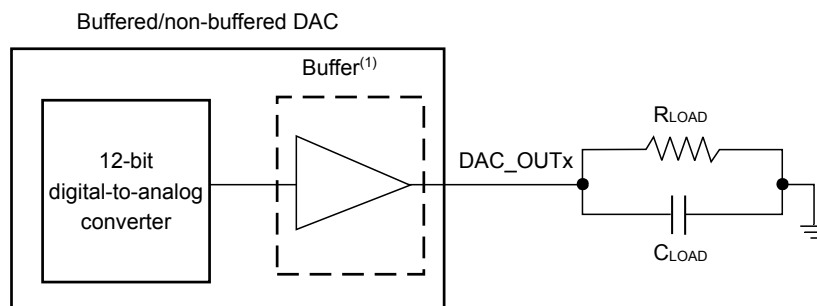 Buffered/non-buffered DAC
Buffer(1)
12-bit
digital-to-analog
converter
DAC_OUTx
RLOAD
CLOAD